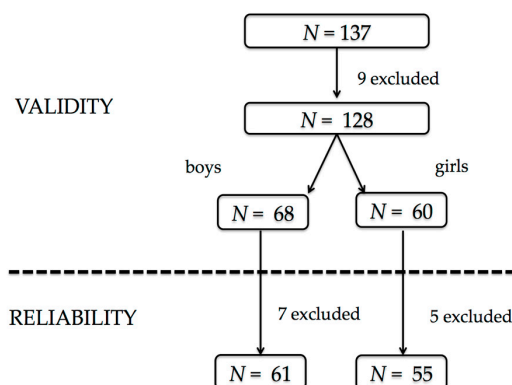 N = 137
9 excluded
VALIDITY
N = 128
boys
girls
N = 68
N = 60
RELIABILITY
7 excluded
5 excluded
N = 61
N = 55